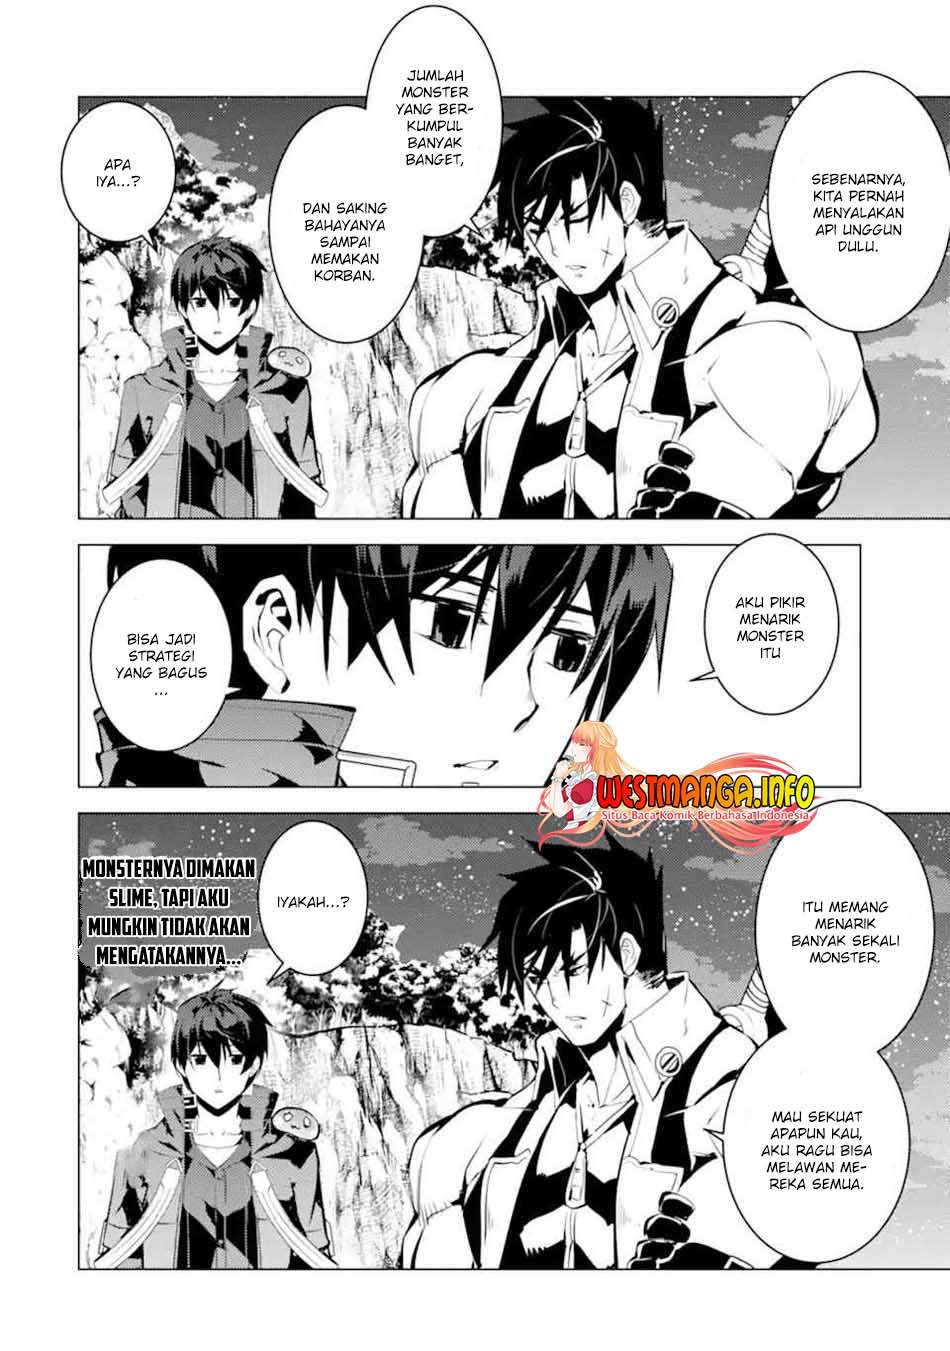 SEBENARNYA,
KITA PERNAH
MENYALAKAN
API UNGGUN
DULU.
JUMLAH
MONSTER
YANG BER-
KUMPUL
BANYAK
BANGET,
DAN SAKING
BAHAYANYA
SAMPAI
MEMAKAN
KORBAN.
APA
IYA...?
AKU PIKIR
MENARIK
MONSTER
ITU
BISA JADI
STRATEGI
YANG BAGUS
...
WESTMANGA.INFO
Situs Baca Komik Berbahasa Indonesia
ITU MEMANG
MENARIK
BANYAK SEKALI
MONSTER.
MAU SEKUAT
APAPUN KAU,
AKU RAGU BISA
MELAWAN ME-
REKA SEMUA.
IYAKAH...?
MONSTERNYA DIMAKAN
SLIME, TAPI AKU
MUNGKIN TIDAK AKAN
MENGATAKANNYA...